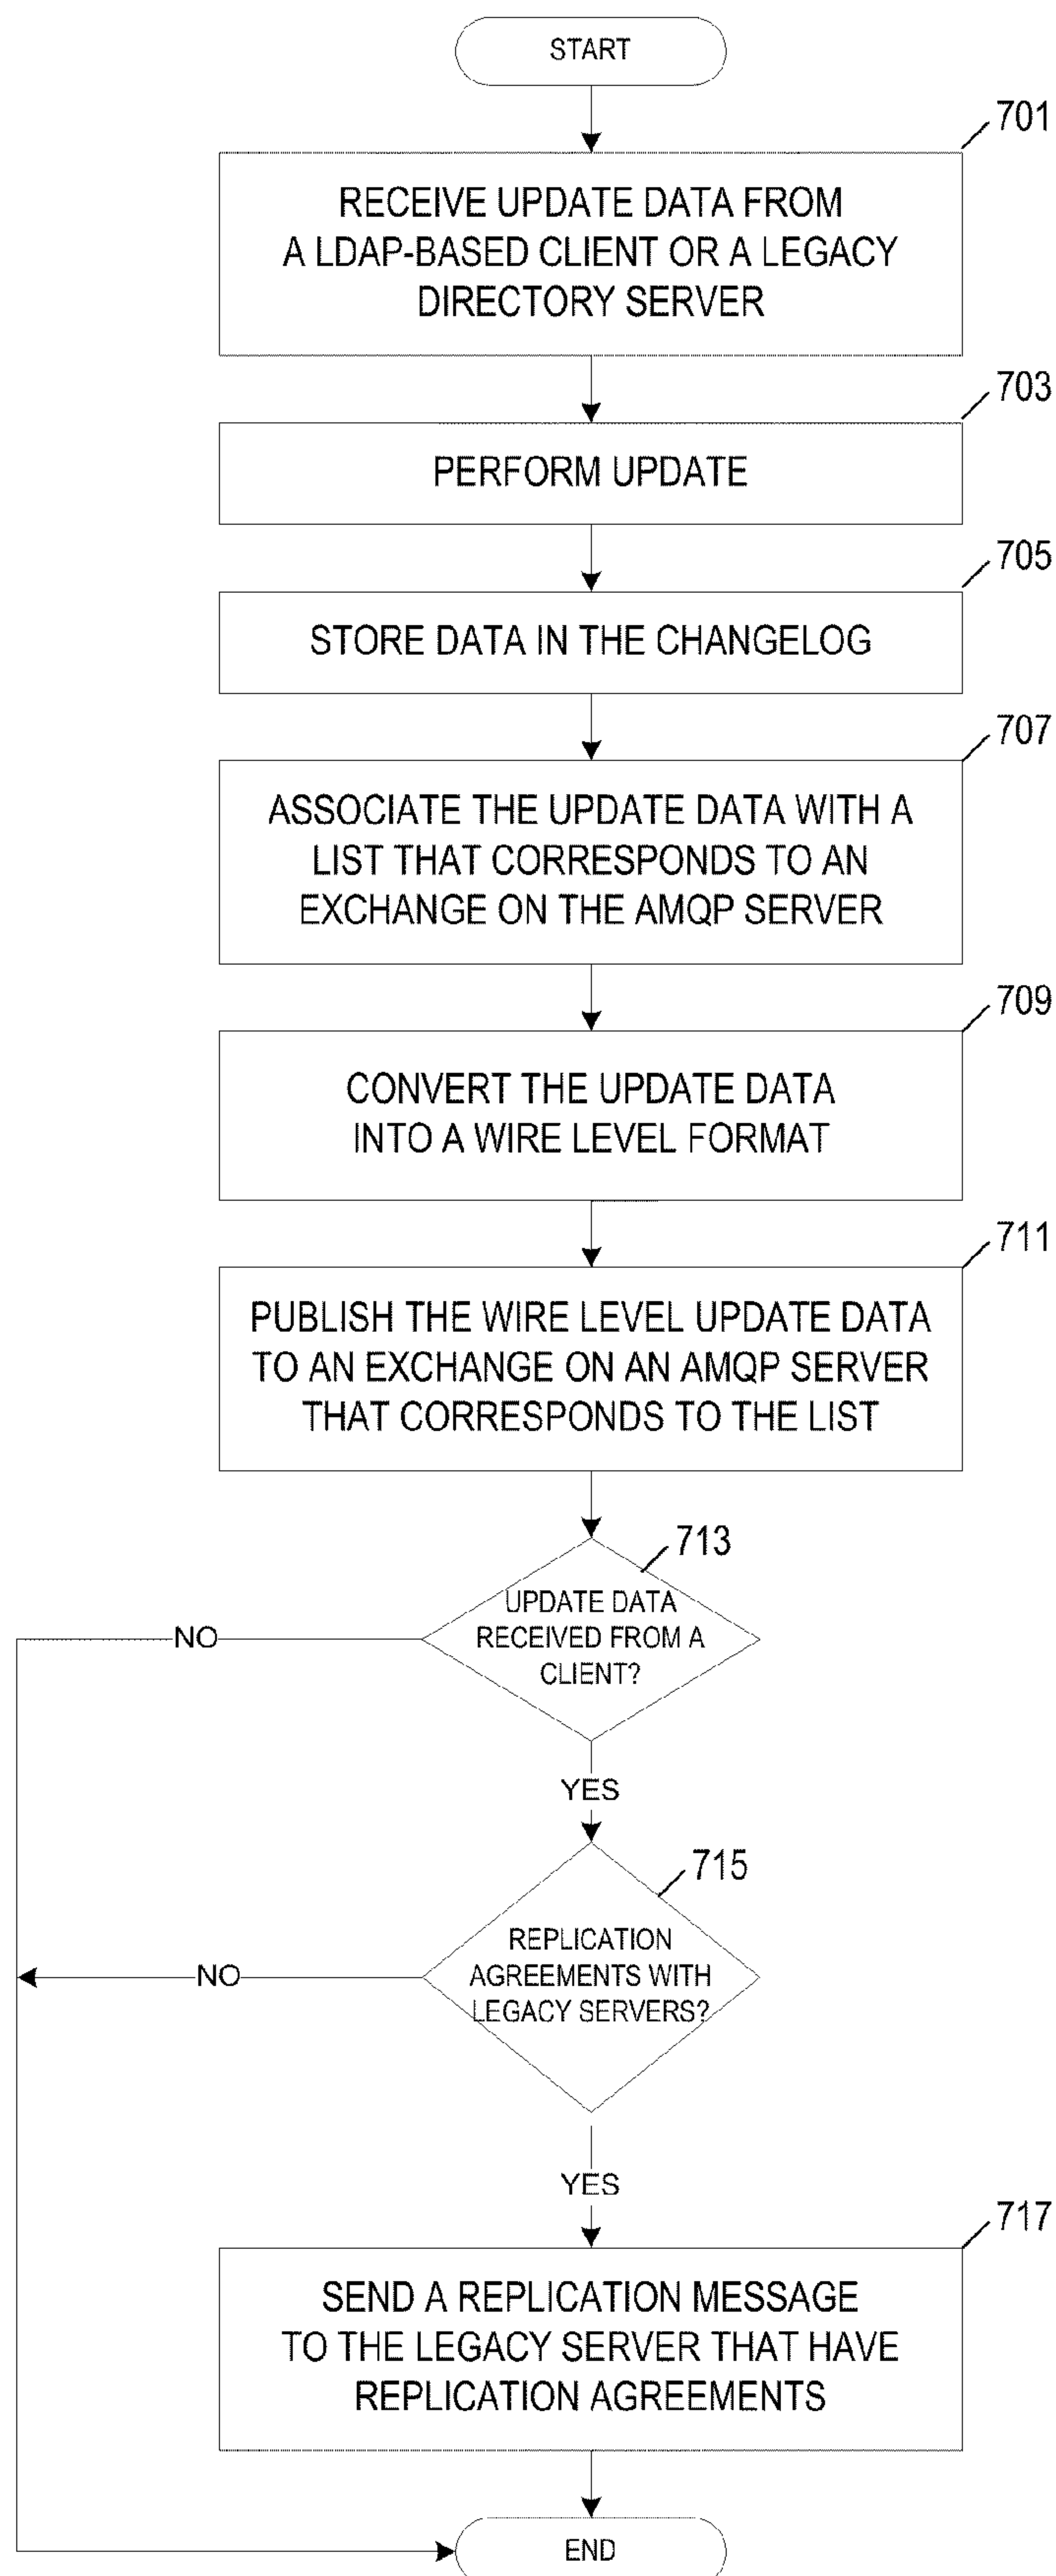 START
701
RECEIVE UPDATE DATA FROM
A LDAP-BASED CLIENT OR A LEGACY
DIRECTORY SERVER
703
PERFORM UPDATE
705
STORE DATA IN THE CHANGELOG
707
ASSOCIATE THE UPDATE DATA WITH A
LIST THAT CORRESPONDS TO AN
EXCHANGE ON THE AMQP SERVER
709
CONVERT THE UPDATE DATA
INTO A WIRE LEVEL FORMAT
711
PUBLISH THE WIRE LEVEL UPDATE DATA
TO AN EXCHANGE ON AN AMQP SERVER
THAT CORRESPONDS TO THE LIST
713
UPDATE DATA
RECEIVED FROM A
CLIENT?
NO
YES
715
REPLICATION
AGREEMENTS WITH
LEGACY SERVERS?
NO
YES
717
SEND A REPLICATION MESSAGE
TO THE LEGACY SERVER THAT HAVE
REPLICATION AGREEMENTS
END